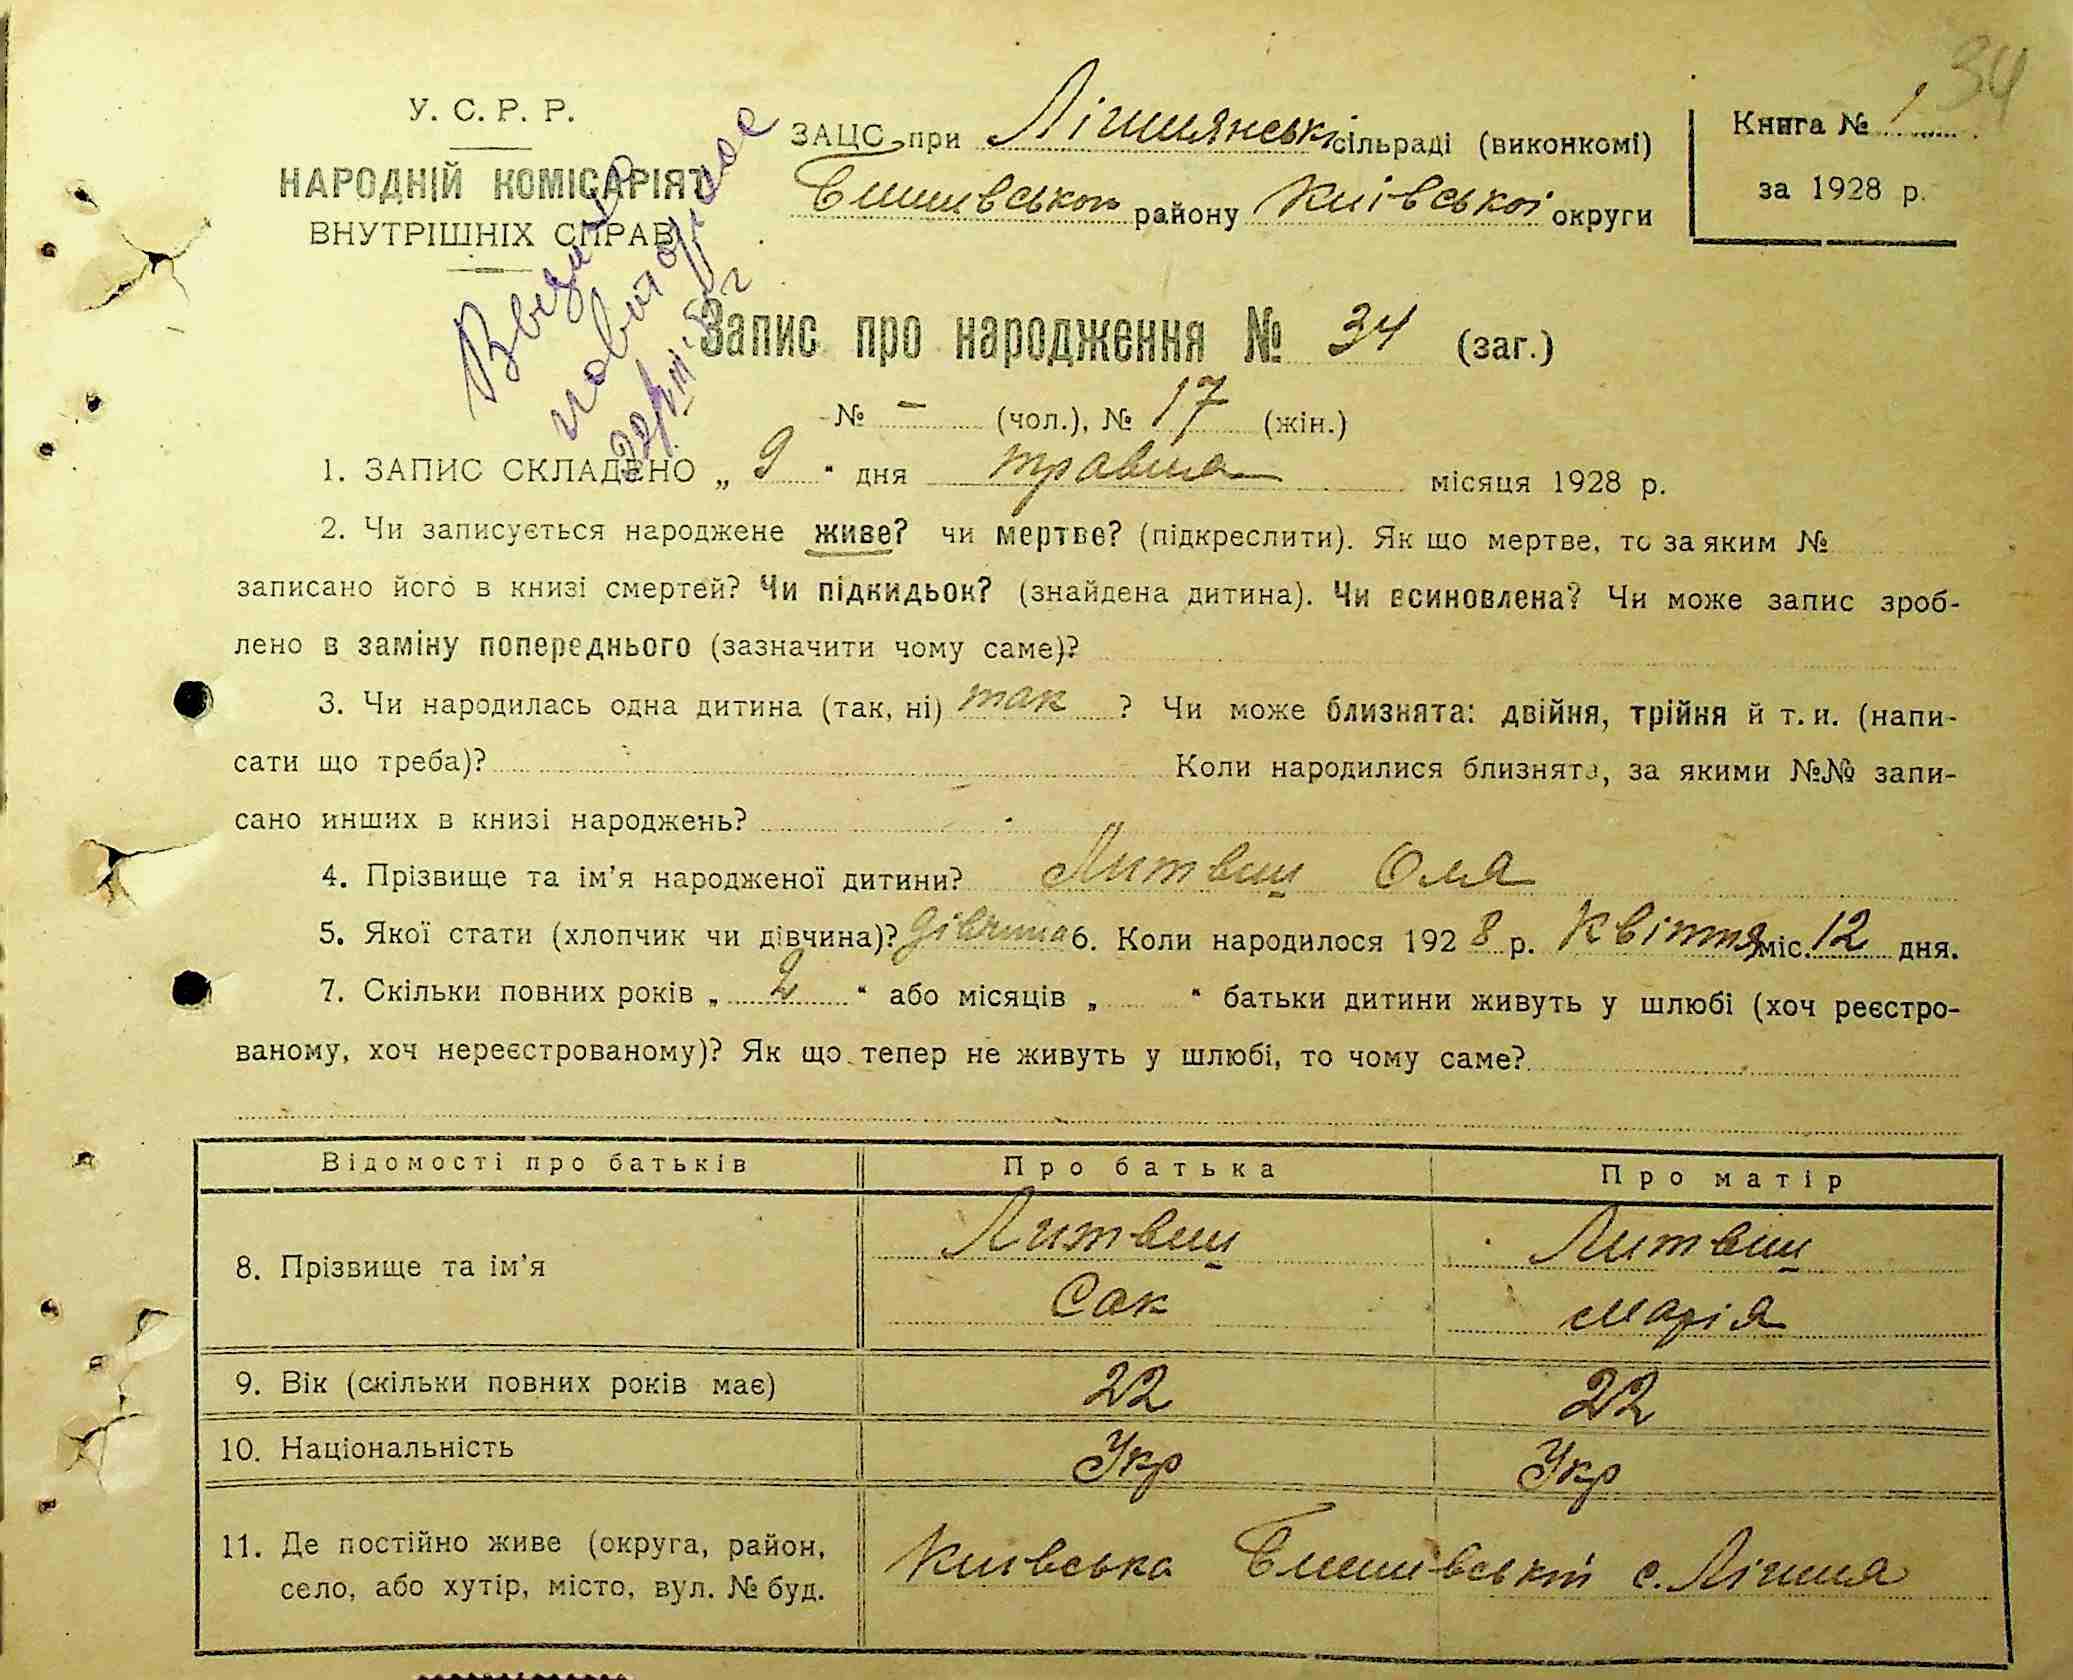 34
У. С. Р. Р.
НАРОДНІЙ КОМІСАРІЯТ
ВНУТРІШНІХ СПРАВ
ЗАЦС при Лішнянській сільраді (виконкомі)
Бишівського району Київської округи
Книга № 1
за 1928 р.
Запис про народження № 34 (заг.)
№ - (чол.), № 17 (жін.)
1. ЗАПИС СКЛАДЕНО „ 9 “ дня травня місяця 1928 р.
2. Чи записується народжене живе? чи мертве? (підкреслити). Як що мертве, то за яким №
записано його в книзі смертей? Чи підкидьок? (знайдена дитина). Чи всиновлена? Чи може запис зроб-
лено в заміну попереднього (зазначити чому саме)?
3. Чи народилась одна дитина (так, ні) так ? Чи може близнята: двійня, трійня й т. и. (напи-
сати що треба)? Коли народилися близнята, за якими №№ запи-
сано инших в книзі народжень?
4. Прізвище та ім’я народженої дитини? Литвин Оля
5. Якої стати (хлопчик чи дівчина)? дівчина 6. Коли народилося 1928 р. Квітня міс. 12 дня.
7. Скільки повних років „ 2 “ або місяців „ “ батьки дитини живуть у шлюбі (хоч реєстро-
ваному, хоч нереєстрованому)? Як що тепер не живуть у шлюбі, то чому саме?
Відомості про батьків Про батька Про матір
8. Прізвище та ім’я Литвин Литвин
Сак Марія
9. Вік (скільки повних років має) 22 22
10. Національність Укр Укр
11. Де постійно живе (округа, район, Київська Бишівський с. Лішня
село, або хутір, місто, вул. № буд.